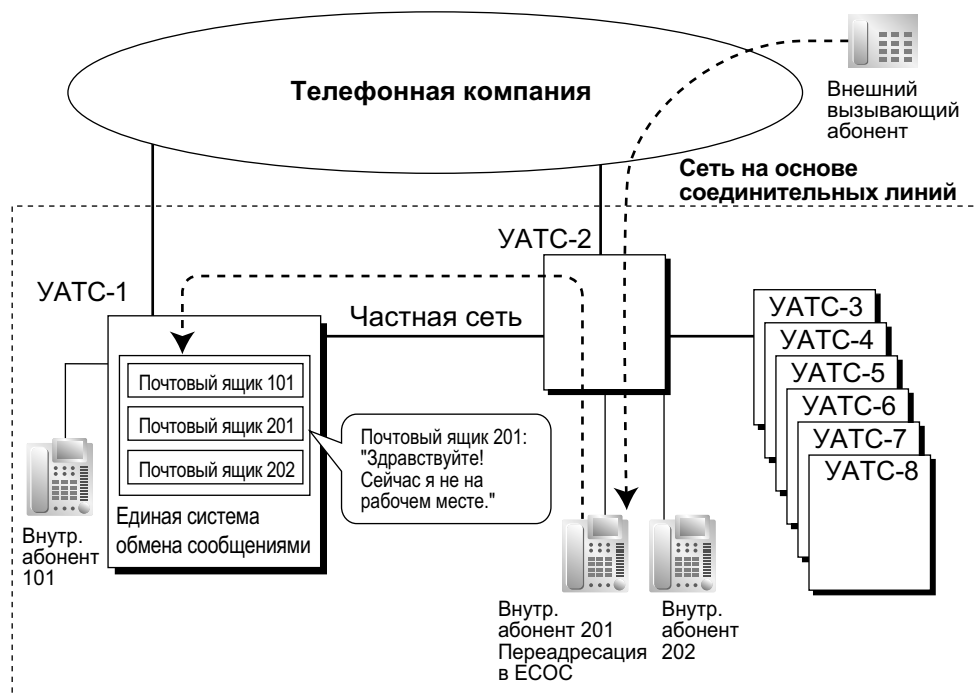 Телефонная компания
Внешний
вызывающий
абонент
Сеть на основе
соединительных линий
УАТС-2
УАТС-1
Частная сеть
УАТС-3
УАТС-4
УАТС-5
УАТС-6
УАТС-7
УАТС-8
Почтовый ящик 101
Почтовый ящик 201
Почтовый ящик 202
Почтовый ящик 201:
"Здравствуйте!
Сейчас я не на
рабочем месте."
Единая система
обмена сообщениями
Внутр.
абонент
101
Внутр.
абонент 201
Переадресация
в ЕСОС
Внутр.
абонент
202